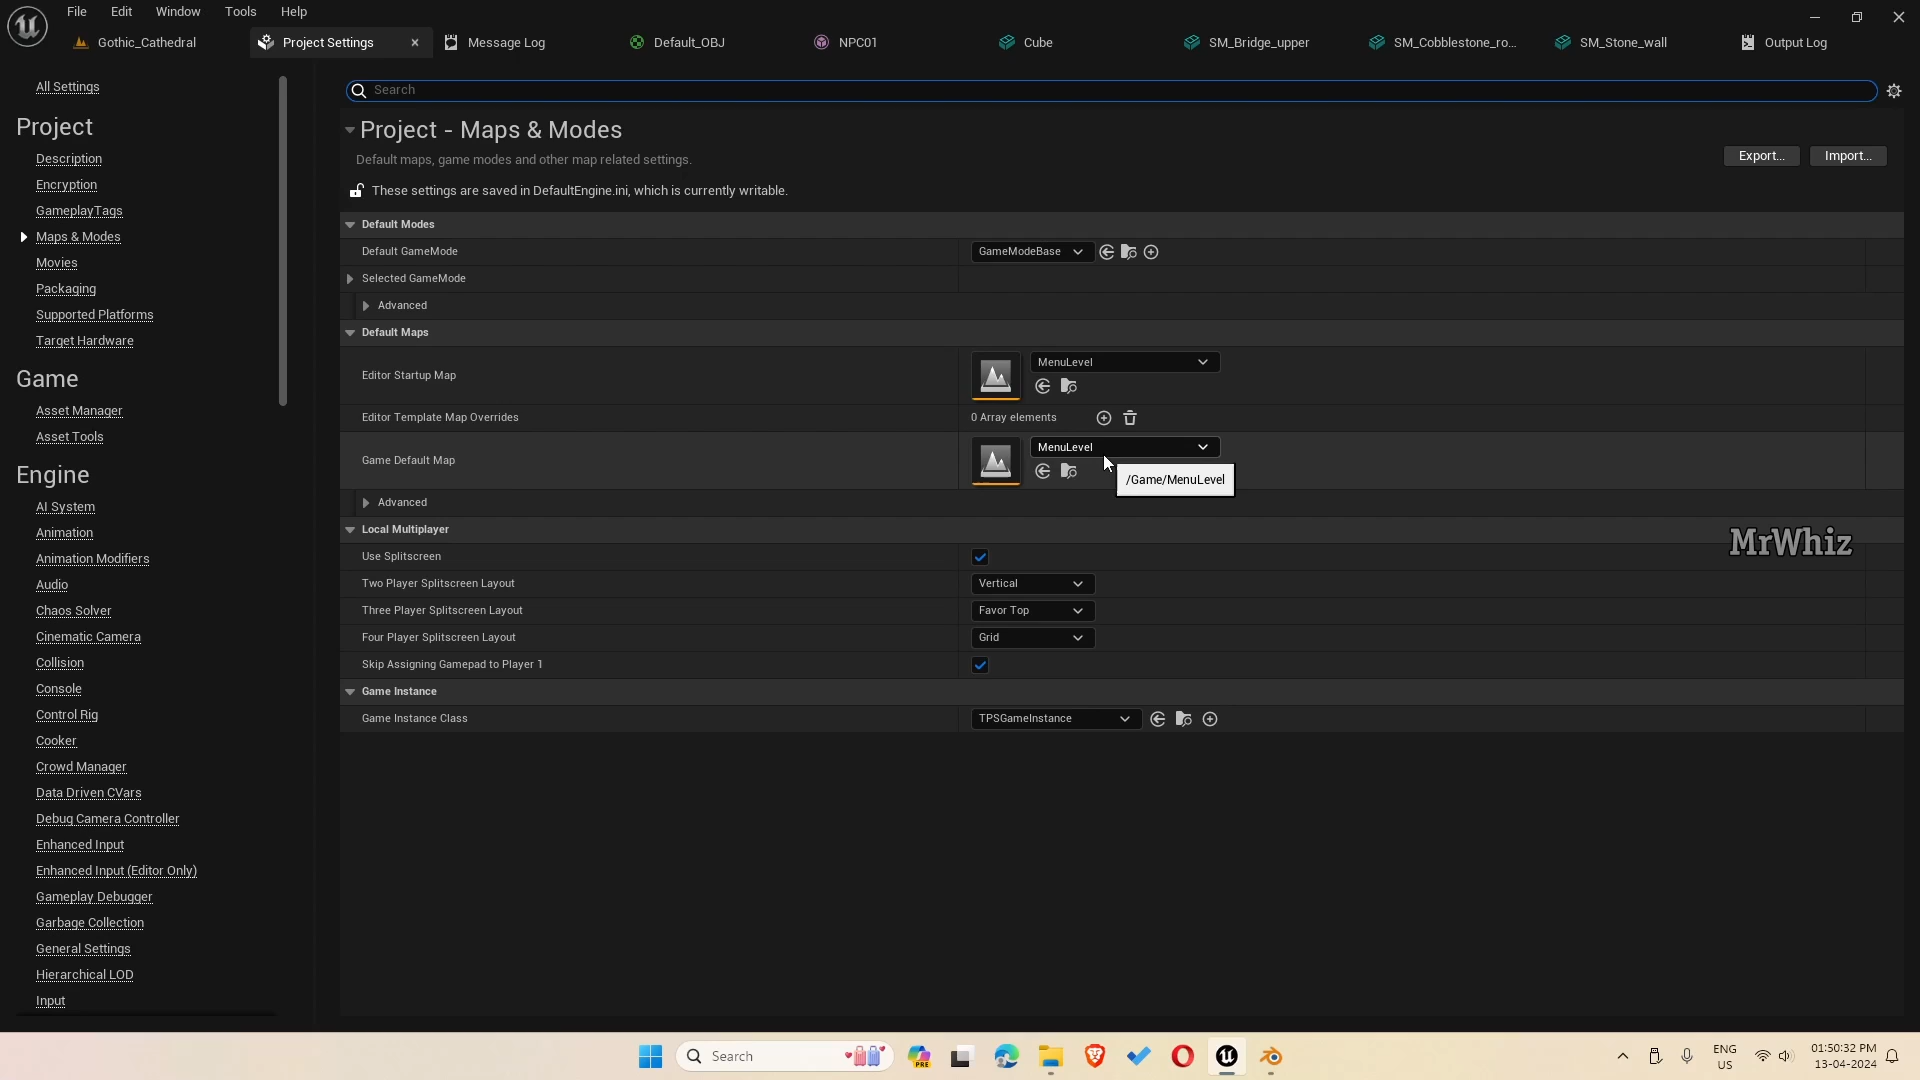 File Edit Window Tools Help
Gothic_Cathedral Project Settings Message Log Default_OBJ NPC01 Cube SM_Bridge_upper SM_Cobblestone_ro... SM_Stone_wall Output Log
All Settings
Project
Description
Encryption
GameplayTags
Maps & Modes
Movies
Packaging
Supported Platforms
Target Hardware
Game
Asset Manager
Asset Tools
Engine
AI System
Animation
Animation Modifiers
Audio
Chaos Solver
Cinematic Camera
Collision
Console
Control Rig
Cooker
Crowd Manager
Data Driven CVars
Debug Camera Controller
Enhanced Input
Enhanced Input (Editor Only)
Gameplay Debugger
Garbage Collection
General Settings
Hierarchical LOD
Input
Search
Project - Maps & Modes
Default maps, game modes and other map related settings.
Export... Import...
These settings are saved in DefaultEngine.ini, which is currently writable.
Default Modes
Default GameMode GameModeBase
Selected GameMode
Advanced
Default Maps
Editor Startup Map MenuLevel
Editor Template Map Overrides 0 Array elements
Game Default Map MenuLevel
/Game/MenuLevel
Advanced
Local Multiplayer
Use Splitscreen
Two Player Splitscreen Layout Vertical
Three Player Splitscreen Layout Favor Top
Four Player Splitscreen Layout Grid
Skip Assigning Gamepad to Player 1
Game Instance
Game Instance Class TPSGameInstance
MrWhiz
Search
PRE
ENG
US
01:50:32 PM
13-04-2024